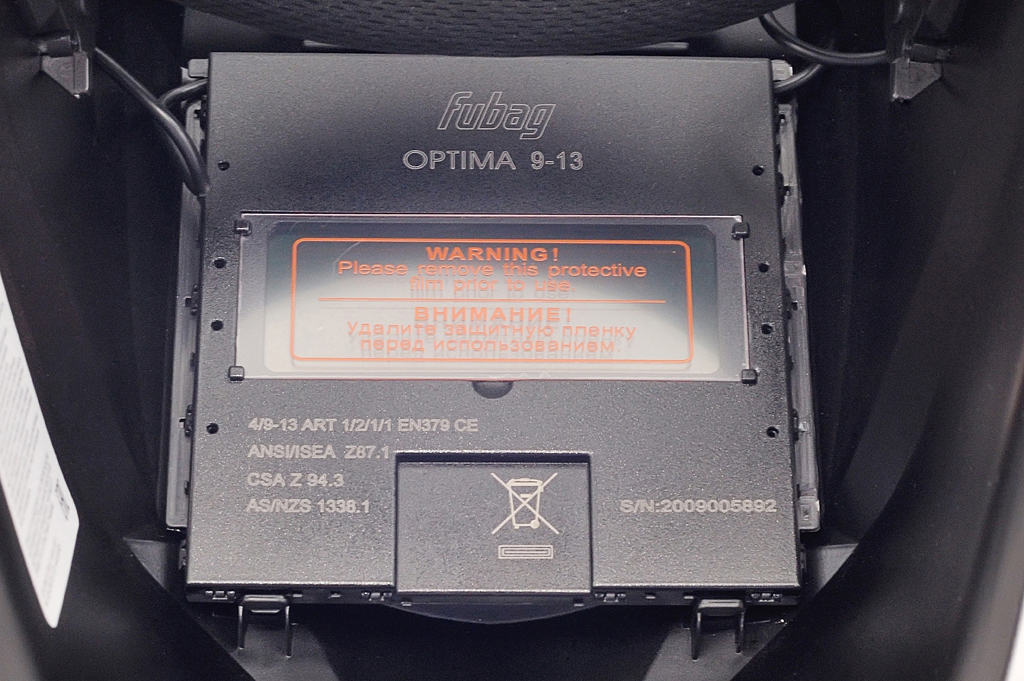 Fubag
OPTIMA 9-13
WARNING!
Please remove this protective
film prior to use.
ВНИМАНИЕ!
Удалите защитную пленку
перед использованием.
4/9-13 ART 1/2/1/1 EN379 CE
ANSI/ISEA Z87.1
CSA Z 94.3
AS/NZS 1338.1
S/N:2009005892